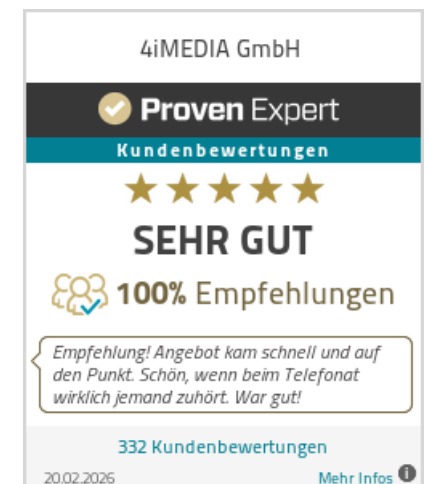 4iMEDIA GmbH
Proven Expert
Kundenbewertungen
SEHR GUT
100% Empfehlungen
Empfehlung! Angebot kam schnell und auf
den Punkt. Schön, wenn beim Telefonat
wirklich jemand zuhört. War gut!
332 Kundenbewertungen
20.02.2026 Mehr Infos i